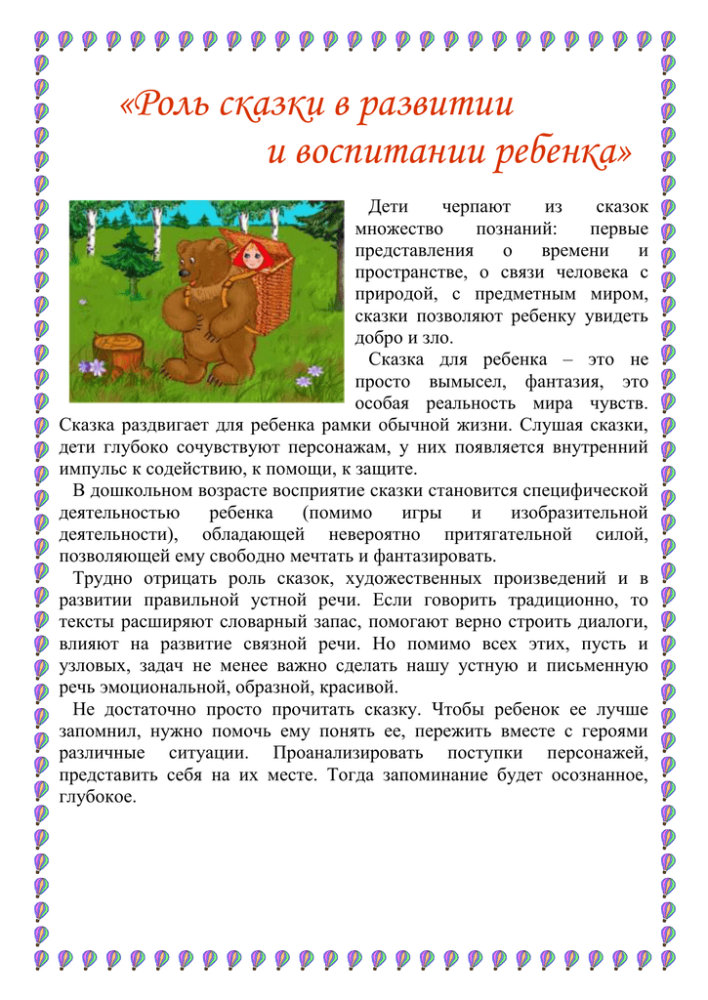 «Роль сказки в развитии
и воспитании ребенка»
Дети черпают из сказок
множество познаний: первые
представления о времени и
пространстве, о связи человека с
природой, с предметным миром,
сказки позволяют ребенку увидеть
добро и зло.
Сказка для ребенка – это не
просто вымысел, фантазия, это
особая реальность мира чувств.
Сказка раздвигает для ребенка рамки обычной жизни. Слушая сказки,
дети глубоко сочувствуют персонажам, у них появляется внутренний
импульс к содействию, к помощи, к защите.
В дошкольном возрасте восприятие сказки становится специфической
деятельностью ребенка (помимо игры и изобразительной
деятельности), обладающей невероятно притягательной силой,
позволяющей ему свободно мечтать и фантазировать.
Трудно отрицать роль сказок, художественных произведений и в
развитии правильной устной речи. Если говорить традиционно, то
тексты расширяют словарный запас, помогают верно строить диалоги,
влияют на развитие связной речи. Но помимо всех этих, пусть и
узловых, задач не менее важно сделать нашу устную и письменную
речь эмоциональной, образной, красивой.
Не достаточно просто прочитать сказку. Чтобы ребенок ее лучше
запомнил, нужно помочь ему понять ее, пережить вместе с героями
различные ситуации. Проанализировать поступки персонажей,
представить себя на их месте. Тогда запоминание будет осознанное,
глубокое.